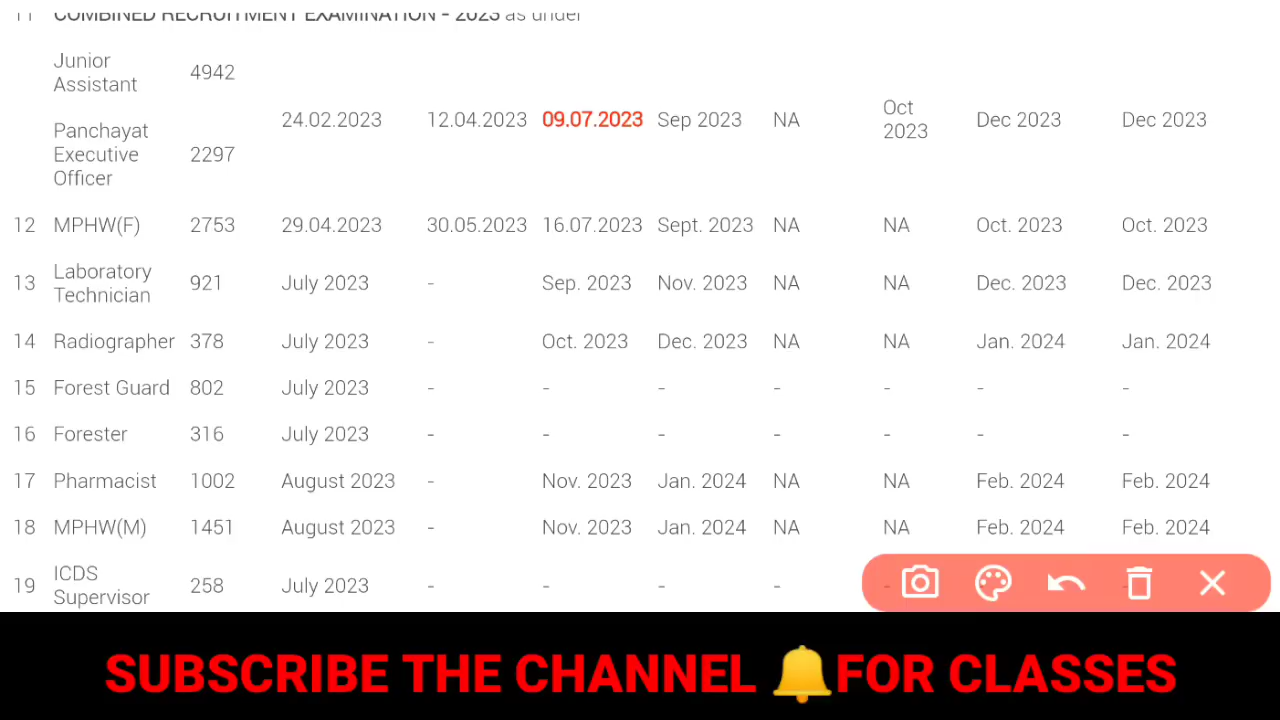 11 COMBINED RECRUITMENT EXAMINATION - 2023 as under
Junior
Assistant 4942
Panchayat
Executive
Officer 2297
24.02.2023 12.04.2023 09.07.2023 Sep 2023 NA Oct
2023 Dec 2023 Dec 2023
12 MPHW(F) 2753 29.04.2023 30.05.2023 16.07.2023 Sept. 2023 NA NA Oct. 2023 Oct. 2023
13 Laboratory
Technician 921 July 2023 - Sep. 2023 Nov. 2023 NA NA Dec. 2023 Dec. 2023
14 Radiographer 378 July 2023 - Oct. 2023 Dec. 2023 NA NA Jan. 2024 Jan. 2024
15 Forest Guard 802 July 2023 - - - - - - -
16 Forester 316 July 2023 - - - - - - -
17 Pharmacist 1002 August 2023 - Nov. 2023 Jan. 2024 NA NA Feb. 2024 Feb. 2024
18 MPHW(M) 1451 August 2023 - Nov. 2023 Jan. 2024 NA NA Feb. 2024 Feb. 2024
19 ICDS
Supervisor 258 July 2023 - - - - - -
SUBSCRIBE THE CHANNEL 🔔FOR CLASSES